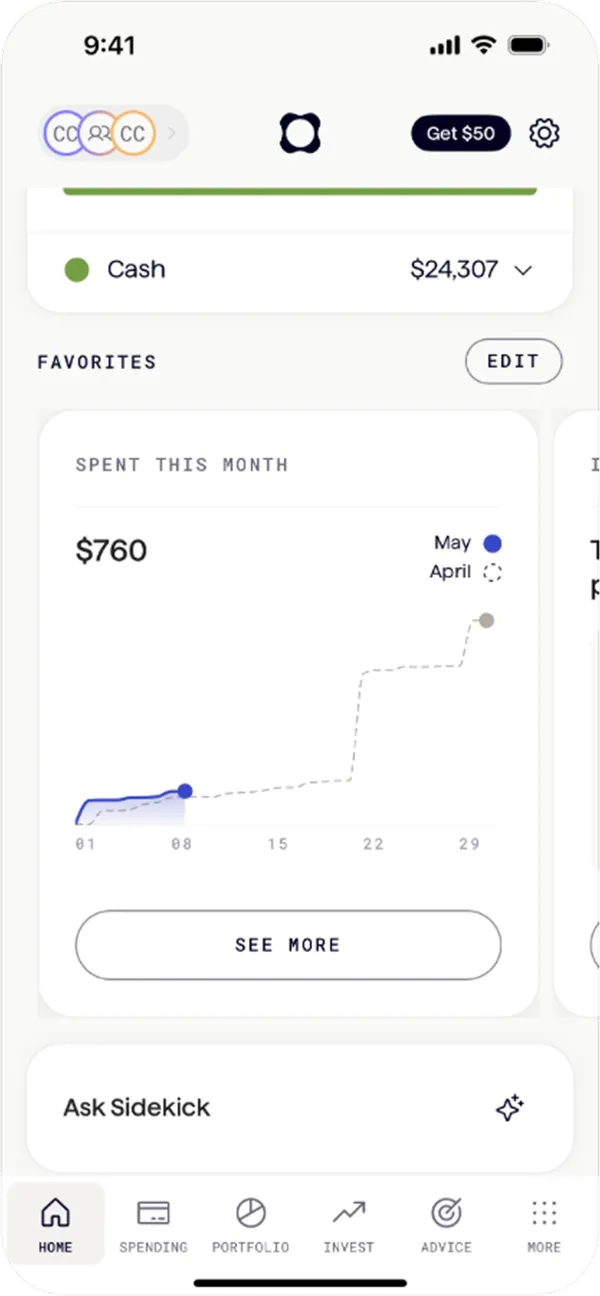 9:41
CC CC Get $50
Cash $24,307
FAVORITES EDIT
SPENT THIS MONTH
$760 May
April
01 08 15 22 29
SEE MORE
Ask Sidekick
HOME SPENDING PORTFOLIO INVEST ADVICE MORE